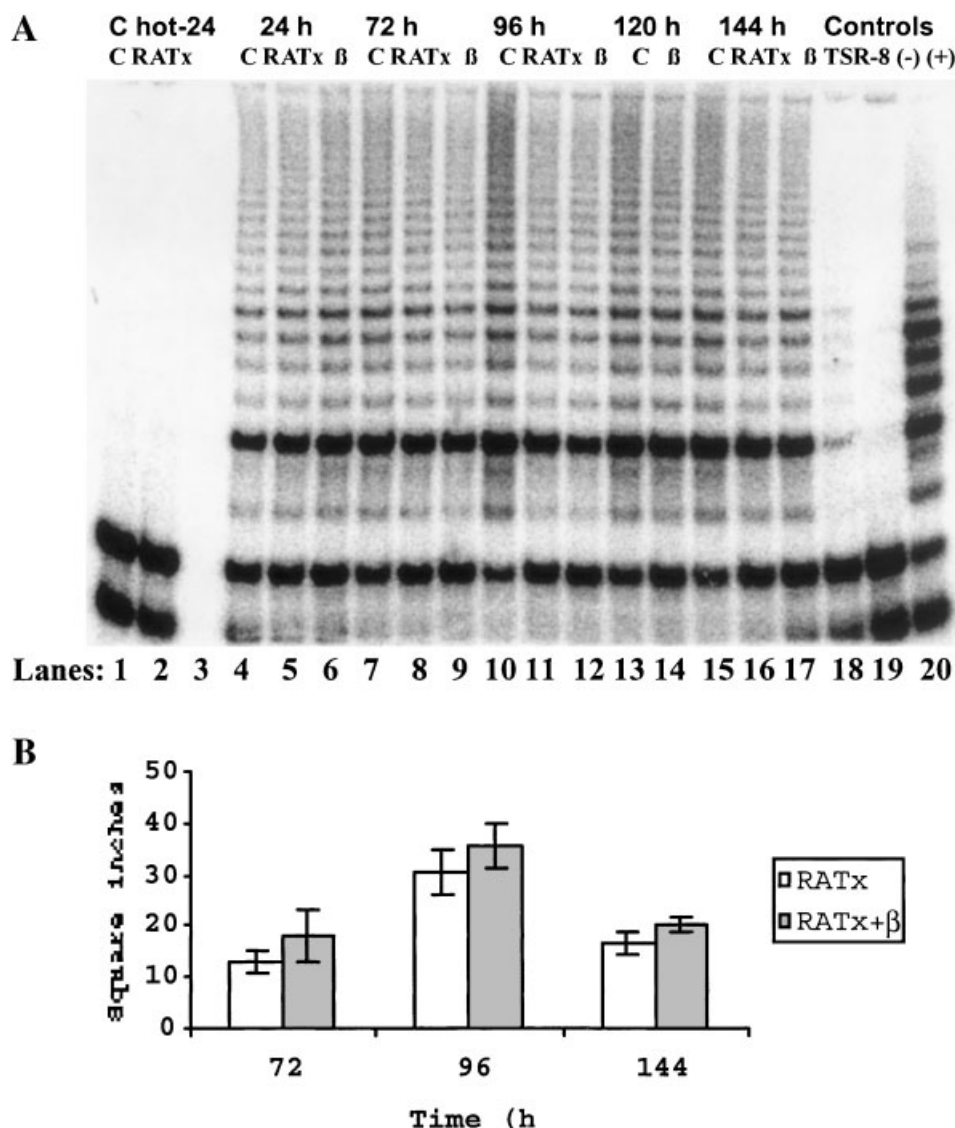 A C hot-24 24 h 72 h 96 h 120 h 144 h Controls
C RATx C RATx ß C RATx ß C RATx ß C ß C RATx ß TSR-8 (-) (+)
Lanes: 1 2 3 4 5 6 7 8 9 10 11 12 13 14 15 16 17 18 19 20
B
50
40
30
20
10
0
square inches
72 96 144
Time (h
RATx
RATx+β